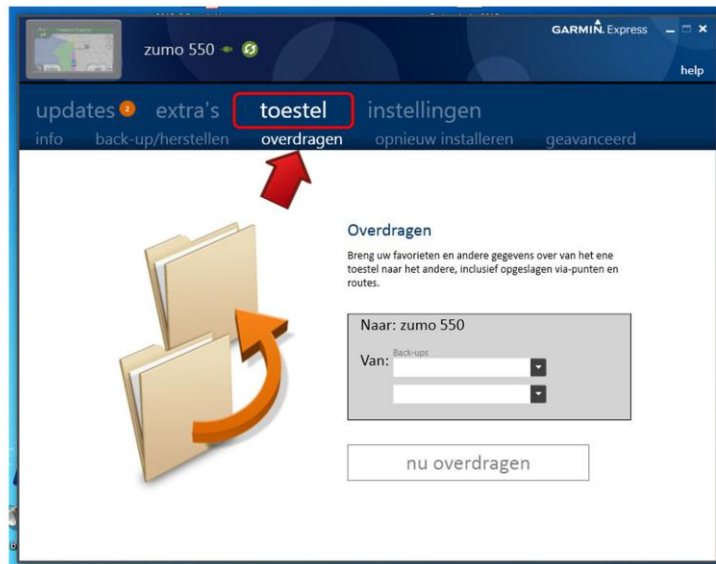 GARMIN. Express
zumo 550
help
updates 2 extra's toestel instellingen
info back-up/herstellen overdragen opnieuw installeren geavanceerd
Overdragen
Breng uw favorieten en andere gegevens over van het ene
toestel naar het andere, inclusief opgeslagen via-punten en
routes.
Naar: zumo 550
Back-ups
Van:
nu overdragen